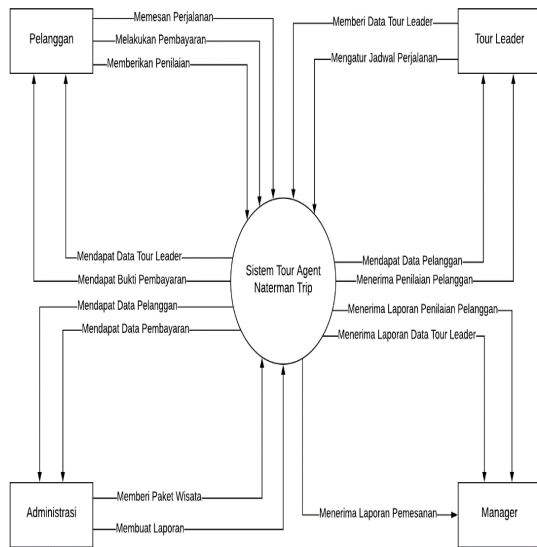 Pelanggan
Memesan Perjalanan
Melakukan Pembayaran
Memberikan Penilaian
Memberi Data Tour Leader
Mengatur Jadwal Perjalanan
Tour Leader
Sistem Tour Agent
Naterman Trip
Mendapat Data Tour Leader
Mendapat Bukti Pembayaran
Mendapat Data Pelanggan
Mendapat Data Pembayaran
Mendapat Data Pelanggan
Menerima Penilaian Pelanggan
Menerima Laporan Penilaian Pelanggan
Menerima Laporan Data Tour Leader
Administrasi
Memberi Paket Wisata
Membuat Laporan
Menerima Laporan Pemesanan
Manager